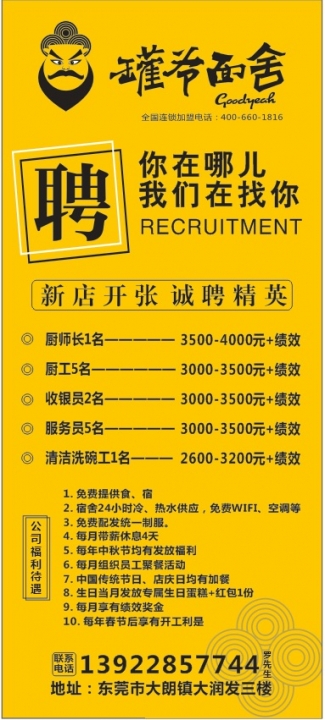 罐爷面舍
Goodyeah
全国连锁加盟电话：400-660-1816
聘
你在哪儿
我们在找你
RECRUITMENT
新店开张 诚聘精英
◎ 厨师长1名—————— 3500-4000元+绩效
◎ 厨工5名—————— 3000-3500元+绩效
◎ 收银员2名—————— 3000-3500元+绩效
◎ 服务员5名—————— 3000-3500元+绩效
◎ 清洁洗碗工1名———— 2600-3200元+绩效
公司福利待遇
1. 免费提供食、宿
2. 宿舍24小时冷、热水供应，免费WIFI、空调等
3. 免费配发统一制服。
4. 每月带薪休息4天
5. 每年中秋节均有发放福利
6. 每月组织员工聚餐活动
7. 中国传统节日、店庆日均有加餐
8. 生日当月发放专属生日蛋糕+红包1份
9. 每月享有绩效奖金
10. 每年春节后享有开工利是
联系电话 13922857744 罗先生
地址：东莞市大朗镇大润发三楼